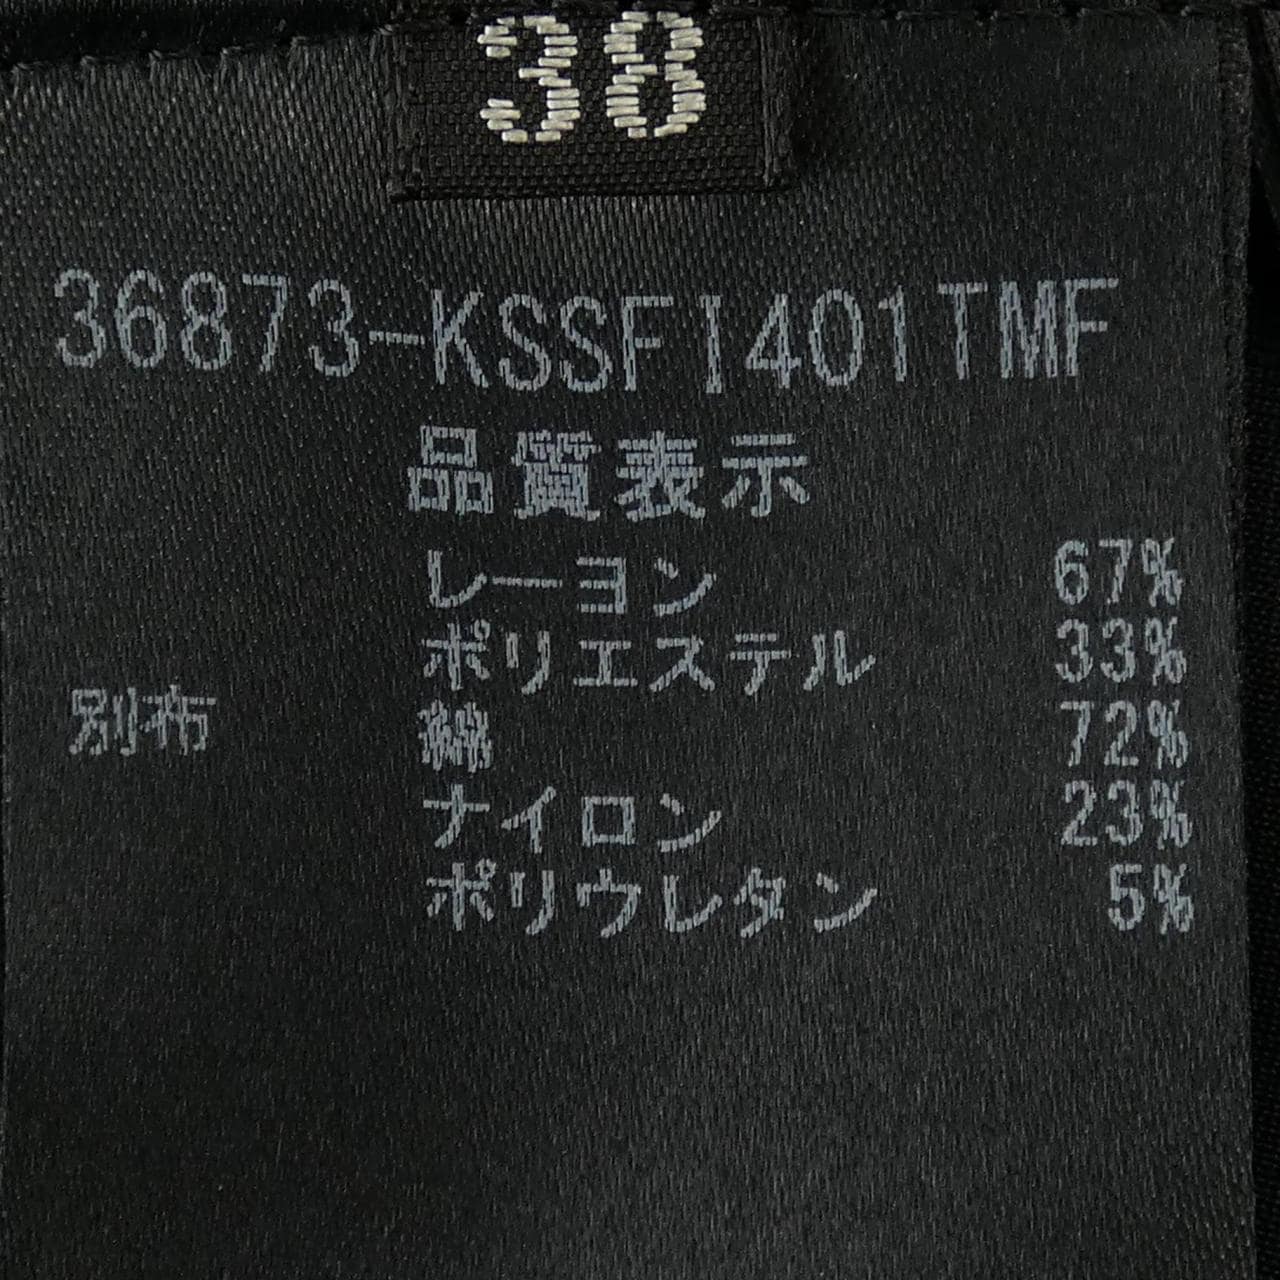 38
36873-KSSFI401TMF
品質表示
レーヨン 67%
ポリエステル 33%
別布 綿 72%
ナイロン 23%
ポリウレタン 5%